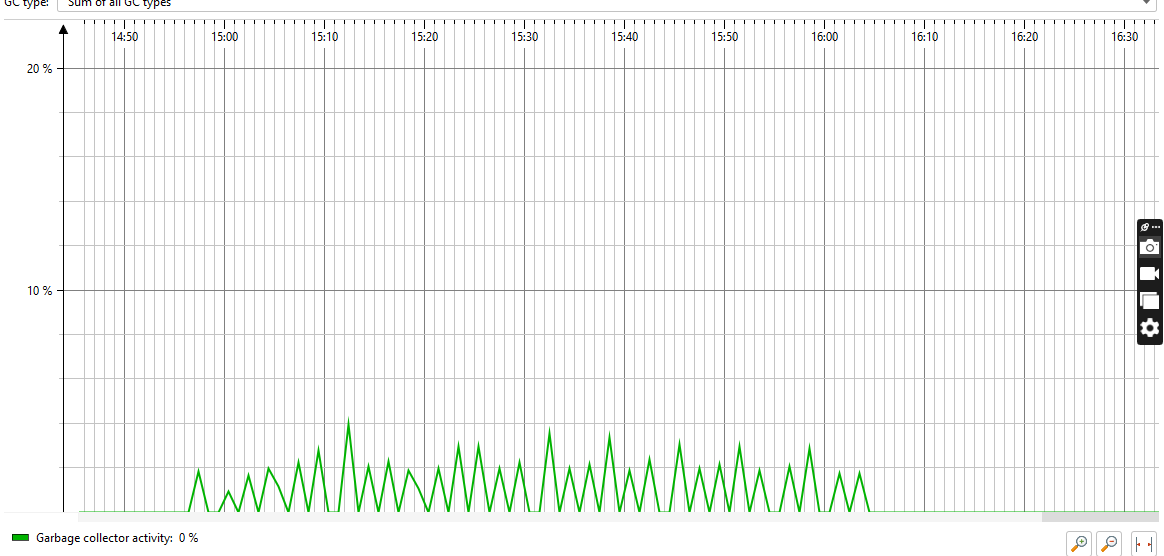 GC type: Sum of all GC types
14:50 15:00 15:10 15:20 15:30 15:40 15:50 16:00 16:10 16:20 16:30
20 %
10 %
Garbage collector activity: 0 %